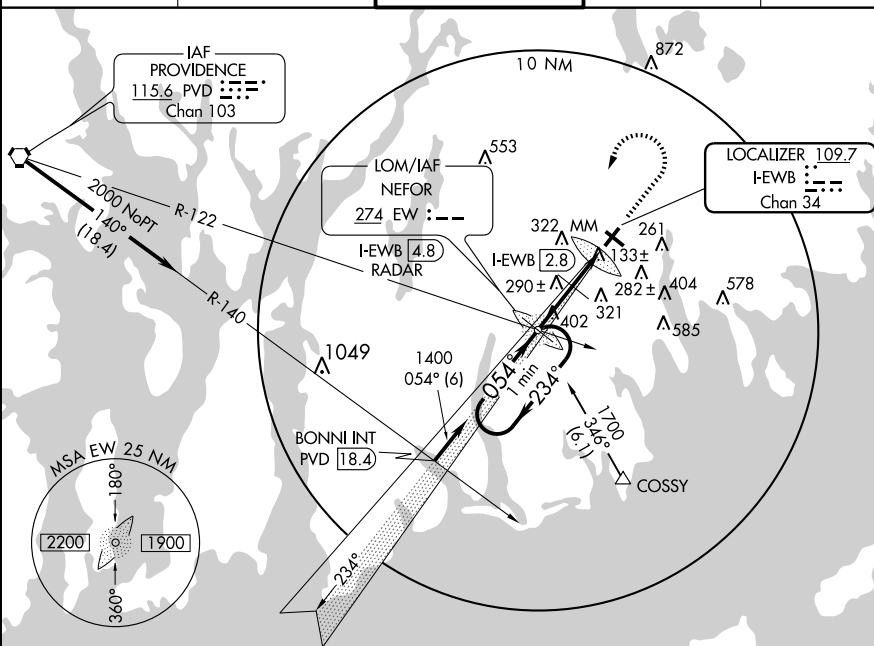 IAF
PROVIDENCE
115.6 PVD
Chan 103
10 NM
872
553
LOM/IAF
NEFOR
274 EW
LOCALIZER 109.7
I-EWB
Chan 34
2000 NoPT
140°
(18.4)
R-122
R-140
I-EWB 4.8
RADAR
322
MM
261
I-EWB 2.8
133±
290±
282±
404
578
321
402
585
1049
1400
054° (6)
054°
1 min
234°
1700
346°
(6.1)
BONNI INT
PVD 18.4
COSSY
MSA EW 25 NM
180°
2200
1900
360°
234°